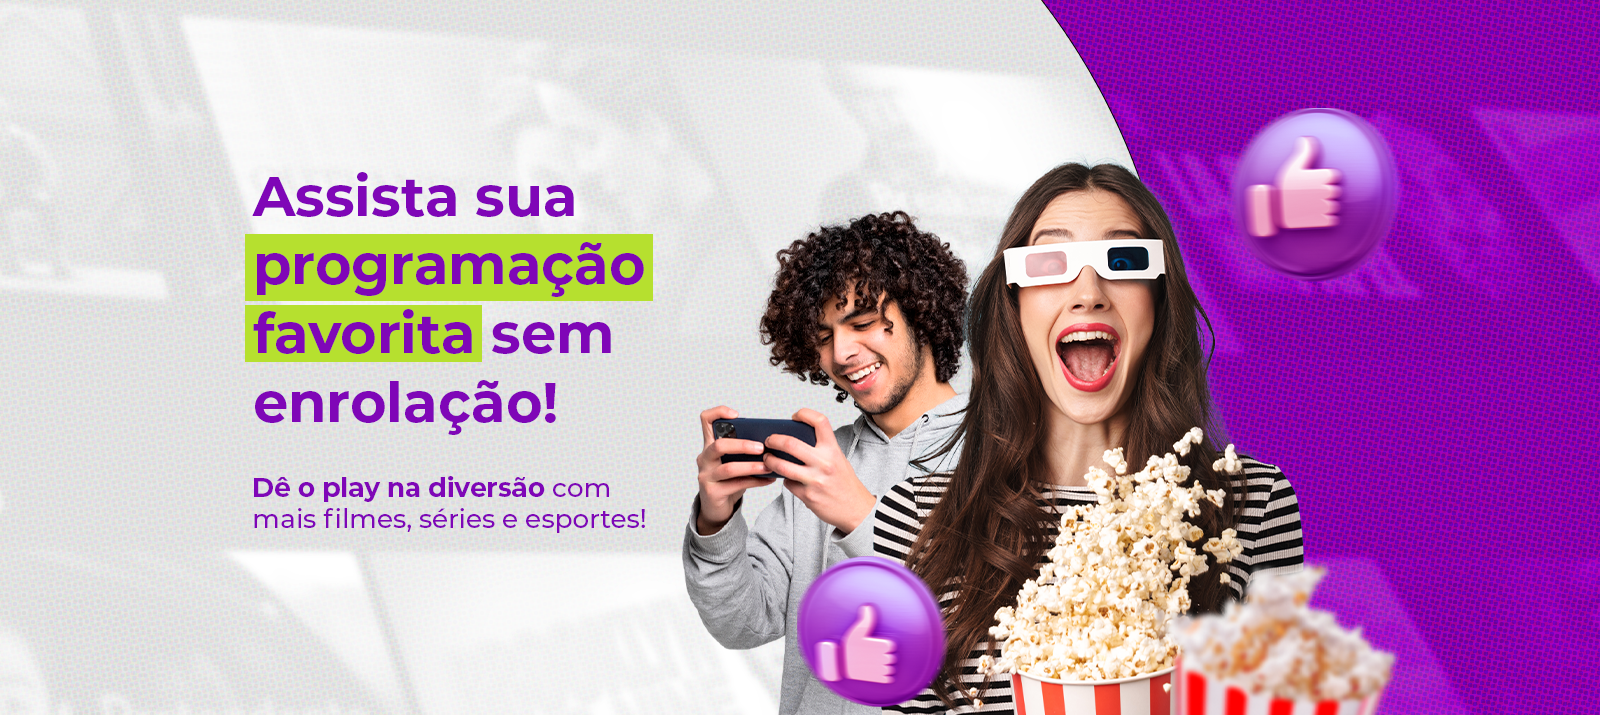 Assista sua
programação
favorita sem
enrolação!
Dê o play na diversão com
mais filmes, séries e esportes!